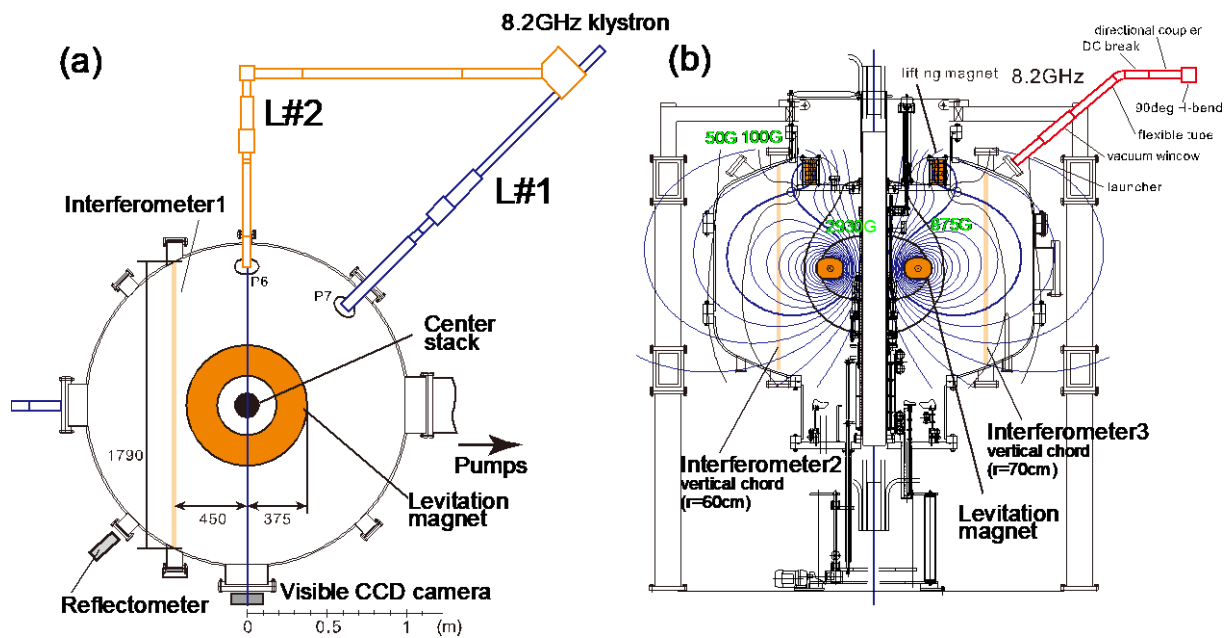 8.2GHz klystron
(a)
L#2
L#1
Interferometer1
P6
P7
Center
stack
1790
Pumps
450
375
Levitation
magnet
Reflectometer
Visible CCD camera
0 0.5 1 (m)
(b)
lifting magnet
8.2GHz
directional coupler
DC break
90deg H-bend
flexible tube
vacuum window
launcher
50G 100G
2930G
875G
Interferometer2
vertical chord
(r=60cm)
Interferometer3
vertical chord
(r=70cm)
Levitation
magnet